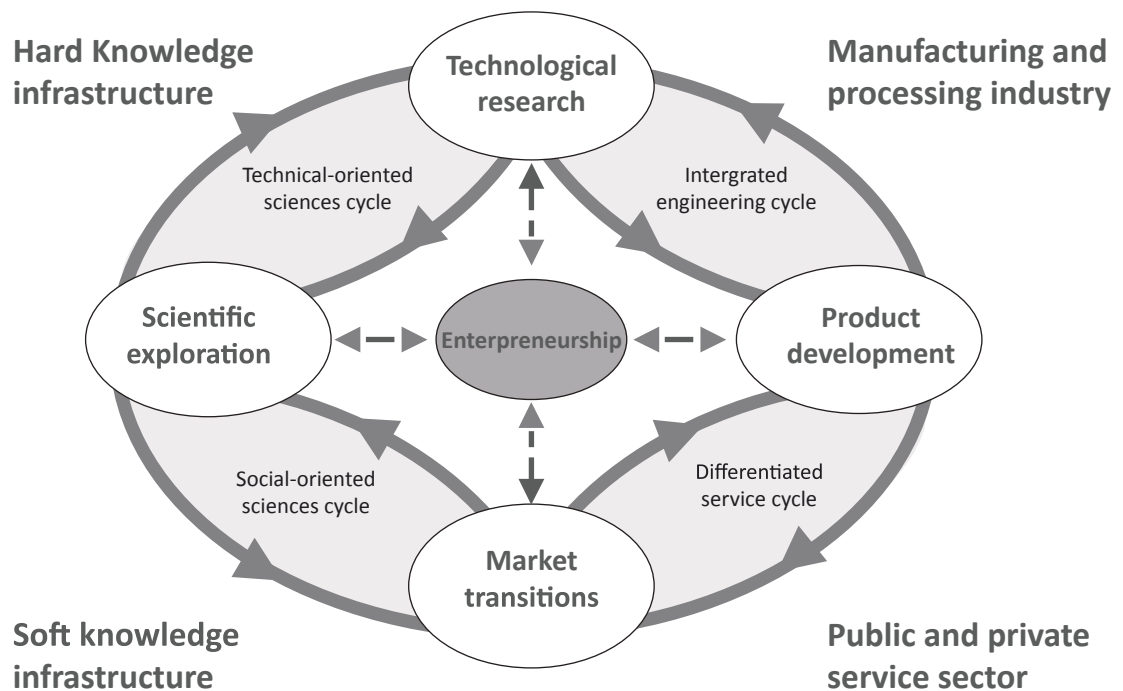 Hard Knowledge
infrastructure
Technological
research
Manufacturing and
processing industry
Technical-oriented
sciences cycle
Intergrated
engineering cycle
Scientific
exploration
Enterpreneurship
Product
development
Social-oriented
sciences cycle
Differentiated
service cycle
Market
transitions
Soft knowledge
infrastructure
Public and private
service sector